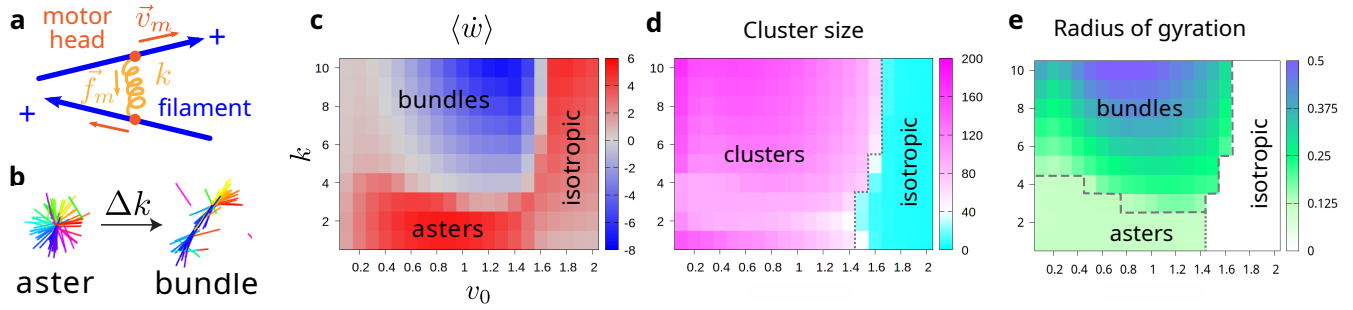 a
motor
head
v⃗_m
+
f⃗_m
k
filament
+
b
Δk
aster
bundle
c
⟨ẇ⟩
k
10
8
6
4
2
bundles
asters
isotropic
6
4
2
0
-2
-4
-6
-8
0.2 0.4 0.6 0.8 1 1.2 1.4 1.6 1.8 2
v₀
d
Cluster size
10
8
6
4
2
clusters
isotropic
200
160
120
80
40
0
0.2 0.4 0.6 0.8 1 1.2 1.4 1.6 1.8 2
e
Radius of gyration
10
8
6
4
2
bundles
asters
isotropic
0.5
0.375
0.25
0.125
0
0.2 0.4 0.6 0.8 1 1.2 1.4 1.6 1.8 2